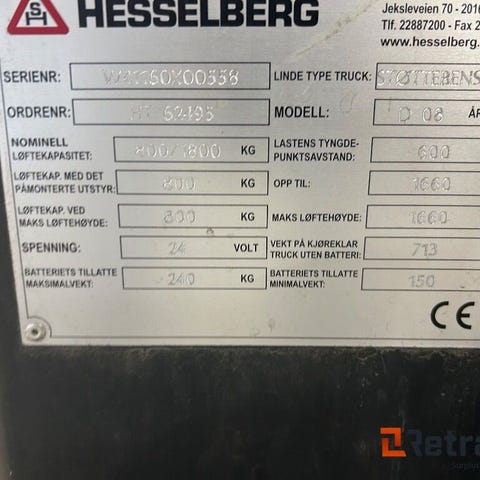 HESSELBERG
Jeksleveien 70 - 2016
Tlf. 22887200 - Fax 2
www.hesselberg.
SERIENR: LINDE TYPE TRUCK: STØTTEBENS
ORDRENR: HT 62495 MODELL: D 08 ÅR
NOMINELL LØFTEKAPASITET: 800/1800 KG LASTENS TYNGDE-PUNKTSAVSTAND: 600
LØFTEKAP. MED DET PÅMONTERTE UTSTYR: 800 KG OPP TIL: 1660
LØFTEKAP. VED MAKS LØFTEHØYDE: 800 KG MAKS LØFTEHØYDE: 1660
SPENNING: 24 VOLT VEKT PÅ KJØREKLAR TRUCK UTEN BATTERI: 713
BATTERIETS TILLATTE MAKSIMALVEKT: 240 KG BATTERIETS TILLATTE MINIMALVEKT: 150
CE
Retra
Surplus